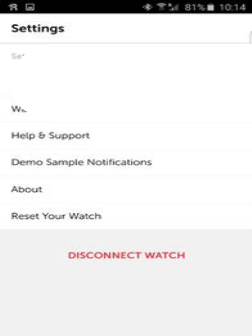 81% 10:14
Settings
Help & Support
Demo Sample Notifications
About
Reset Your Watch
DISCONNECT WATCH